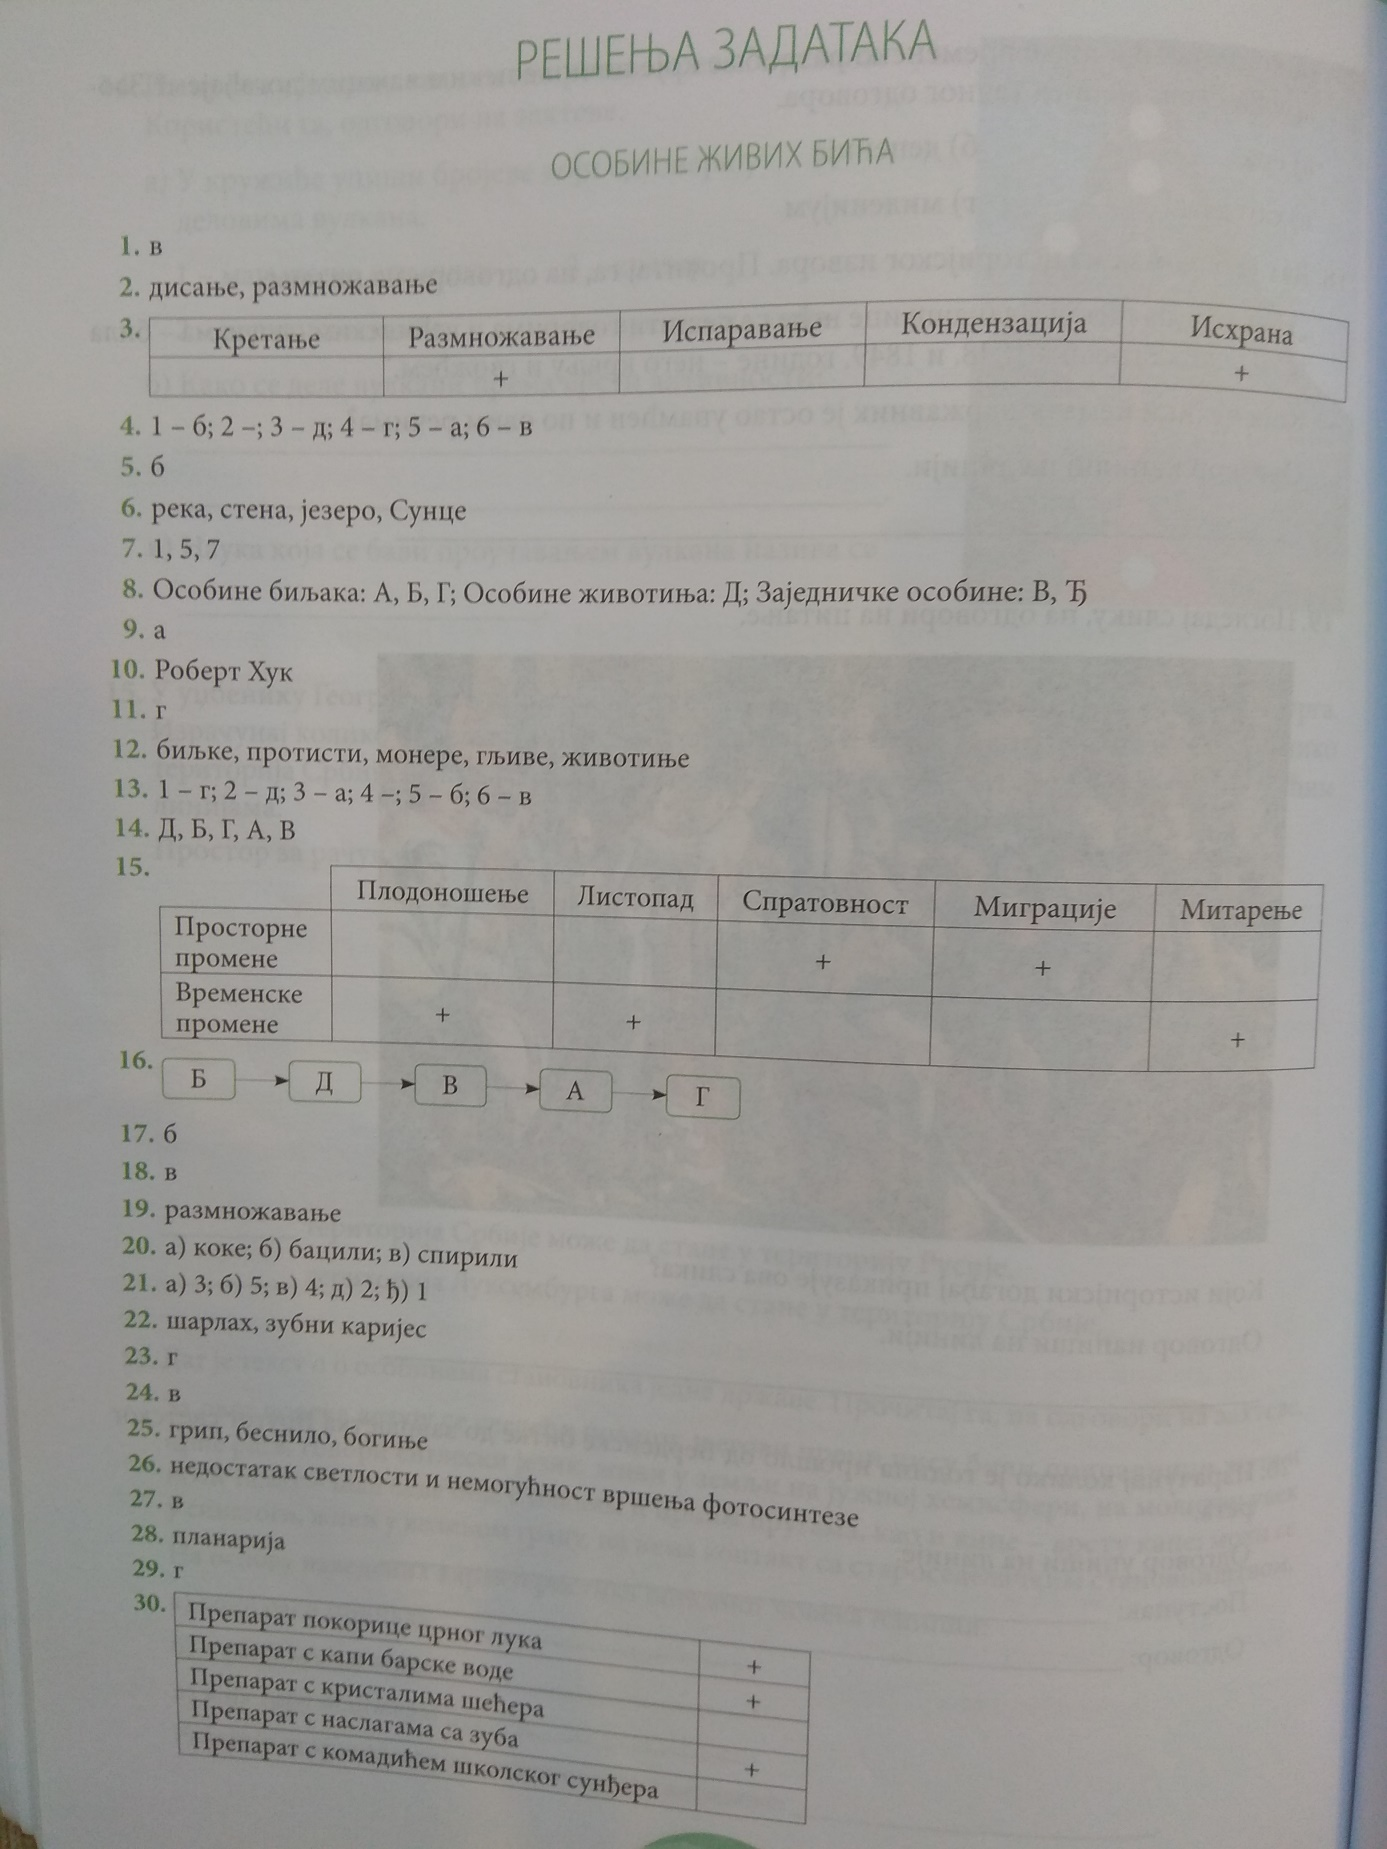 РЕШЕЊА ЗАДАТАКА
ОСОБИНЕ ЖИВИХ БИЋА
1. в
2. дисање, размножавање
3. Кретање Размножавање Испаравање Кондензација Исхрана
+ +
4. 1 – б; 2 –; 3 – д; 4 – г; 5 – а; 6 – в
5. б
6. река, стена, језеро, Сунце
7. 1, 5, 7
8. Особине биљака: А, Б, Г; Особине животиња: Д; Заједничке особине: В, Ђ
9. а
10. Роберт Хук
11. г
12. биљке, протисти, монере, гљиве, животиње
13. 1 – г; 2 – д; 3 – а; 4 –; 5 – б; 6 – в
14. Д, Б, Г, А, В
15.
Плодоношење Листопад Спратовност Миграције Митарење
Просторне
промене + +
Временске
промене + + +
16. Б Д В А Г
17. б
18. в
19. размножавање
20. а) коке; б) бацили; в) спирили
21. а) 3; б) 5; в) 4; д) 2; ђ) 1
22. шарлах, зубни каријес
23. г
24. в
25. грип, беснило, богиње
26. недостатак светлости и немогућност вршења фотосинтезе
27. в
28. планарија
29. г
30. Препарат покорице црног лука +
Препарат с капи барске воде +
Препарат с кристалима шећера
Препарат с наслагама са зуба +
Препарат с комадићем школског сунђера